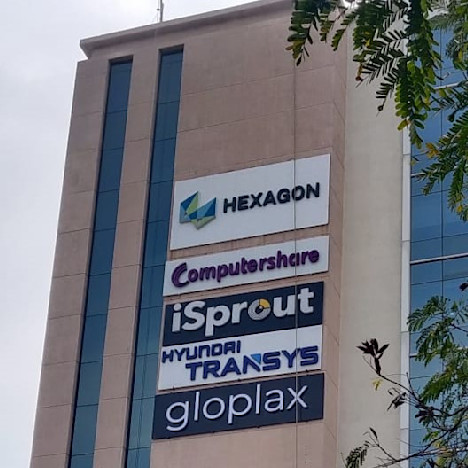 HEXAGON
Computershare
iSprout
HYUNDAI
TRANSYS
gloplax